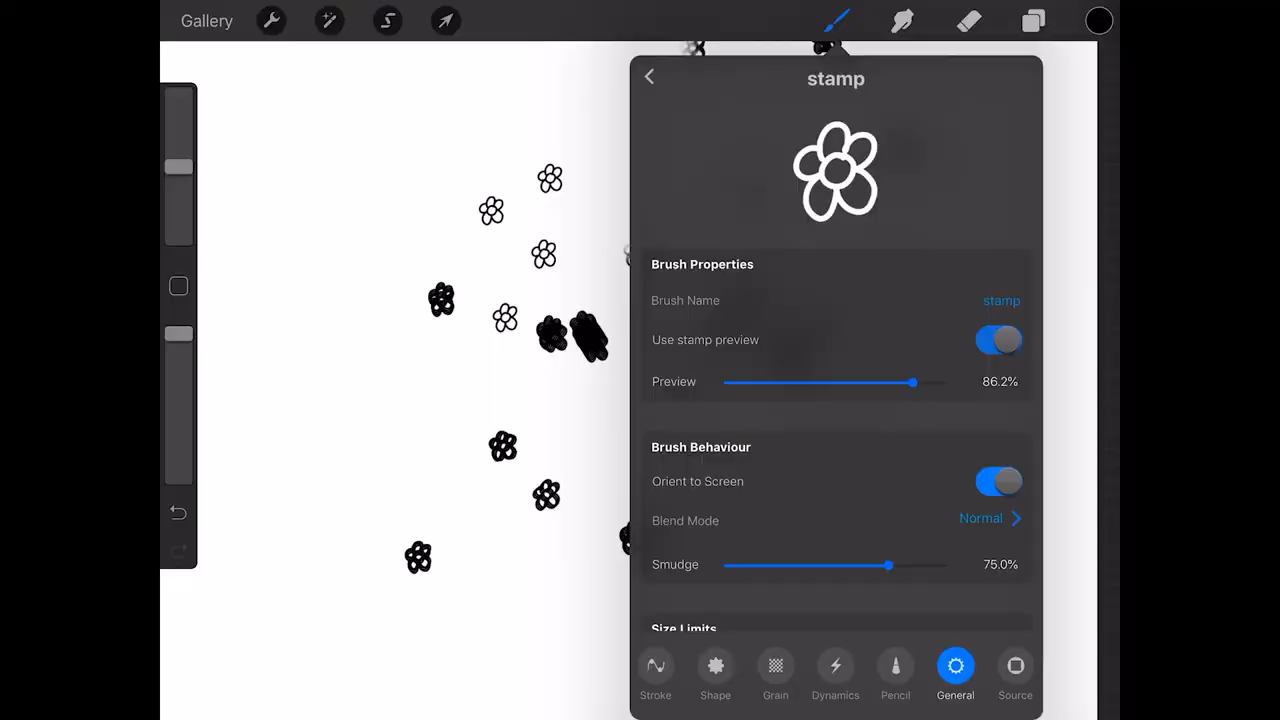 Gallery
stamp
Brush Properties
Brush Name stamp
Use stamp preview
Preview 86.2%
Brush Behaviour
Orient to Screen
Blend Mode Normal
Smudge 75.0%
Size Limits
Stroke Shape Grain Dynamics Pencil General Source